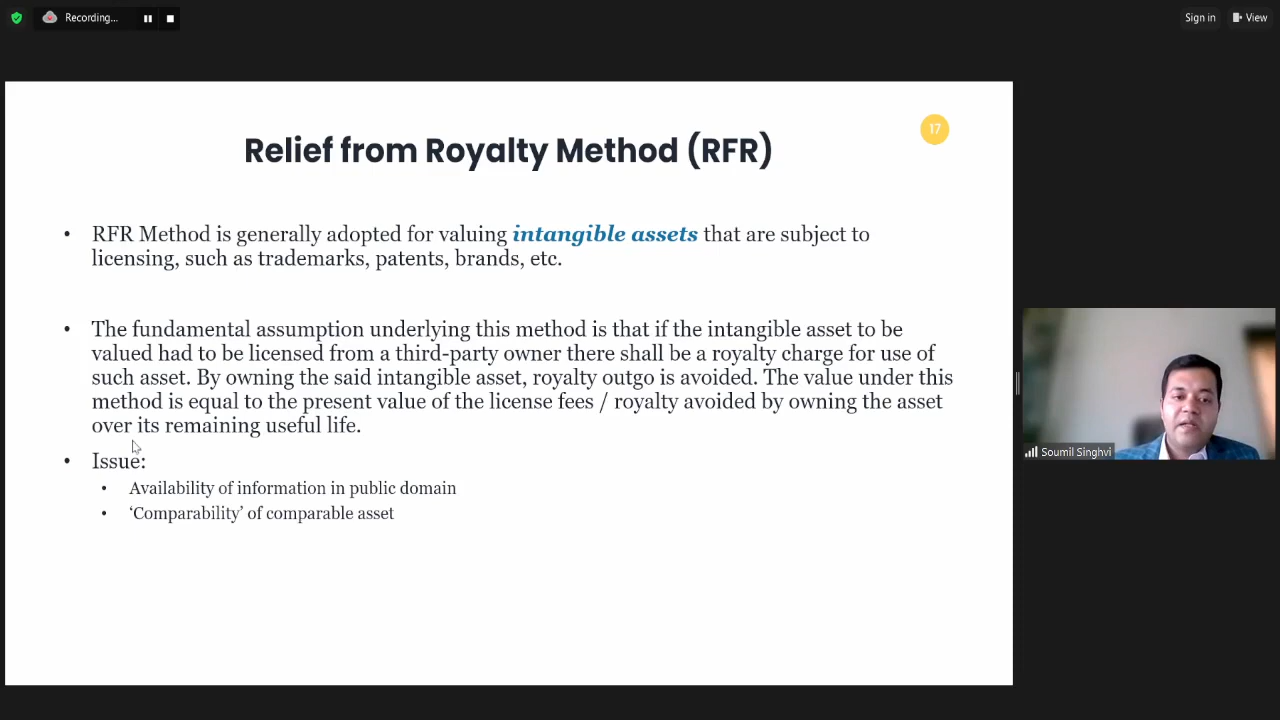 Recording...
Sign in
View
17
Relief from Royalty Method (RFR)
• RFR Method is generally adopted for valuing intangible assets that are subject to
licensing, such as trademarks, patents, brands, etc.
• The fundamental assumption underlying this method is that if the intangible asset to be
valued had to be licensed from a third-party owner there shall be a royalty charge for use of
such asset. By owning the said intangible asset, royalty outgo is avoided. The value under this
method is equal to the present value of the license fees / royalty avoided by owning the asset
over its remaining useful life.
• Issue:
• Availability of information in public domain
• ‘Comparability’ of comparable asset
Soumil Singhvi